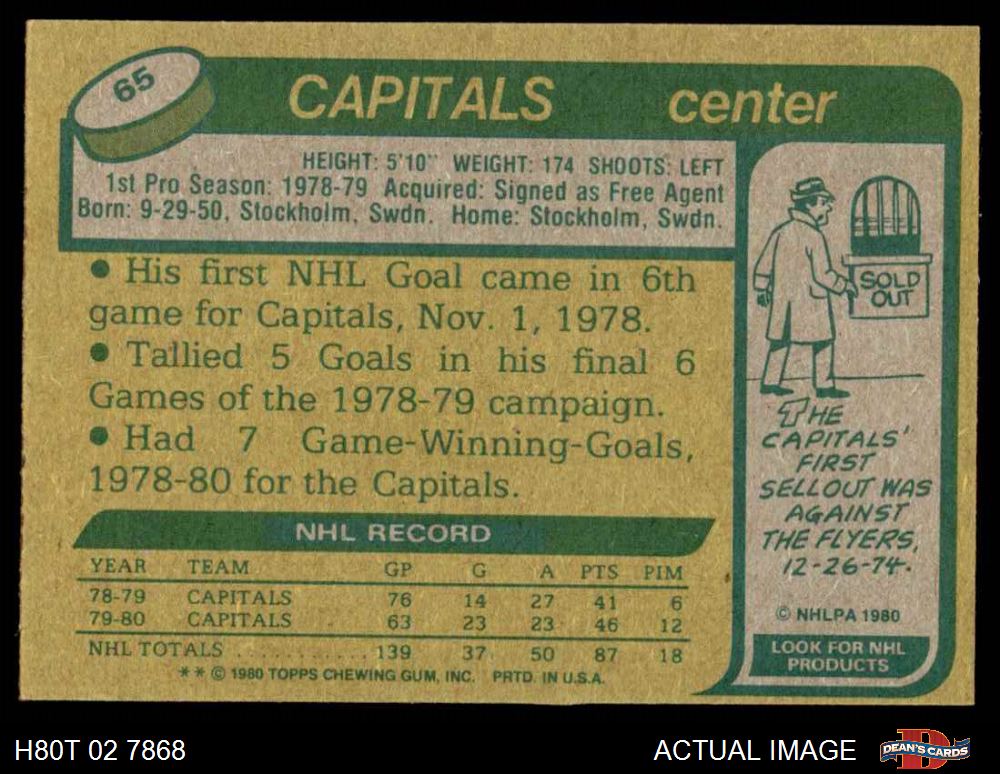 65
CAPITALS center
HEIGHT: 5'10" WEIGHT: 174 SHOOTS: LEFT
1st Pro Season: 1978-79 Acquired: Signed as Free Agent
Born: 9-29-50, Stockholm, Swdn. Home: Stockholm, Swdn.
• His first NHL Goal came in 6th
game for Capitals, Nov. 1, 1978.
• Tallied 5 Goals in his final 6
Games of the 1978-79 campaign.
• Had 7 Game-Winning-Goals,
1978-80 for the Capitals.
NHL RECORD
YEAR TEAM GP G A PTS PIM
78-79 CAPITALS 76 14 27 41 6
79-80 CAPITALS 63 23 23 46 12
NHL TOTALS ............ 139 37 50 87 18
** © 1980 TOPPS CHEWING GUM, INC. PRTD. IN U.S.A.
SOLD
OUT
THE
CAPITALS'
FIRST
SELLOUT WAS
AGAINST
THE FLYERS,
12-26-74.
© NHLPA 1980
LOOK FOR NHL
PRODUCTS
H80T 02 7868
ACTUAL IMAGE
DEAN'S CARDS